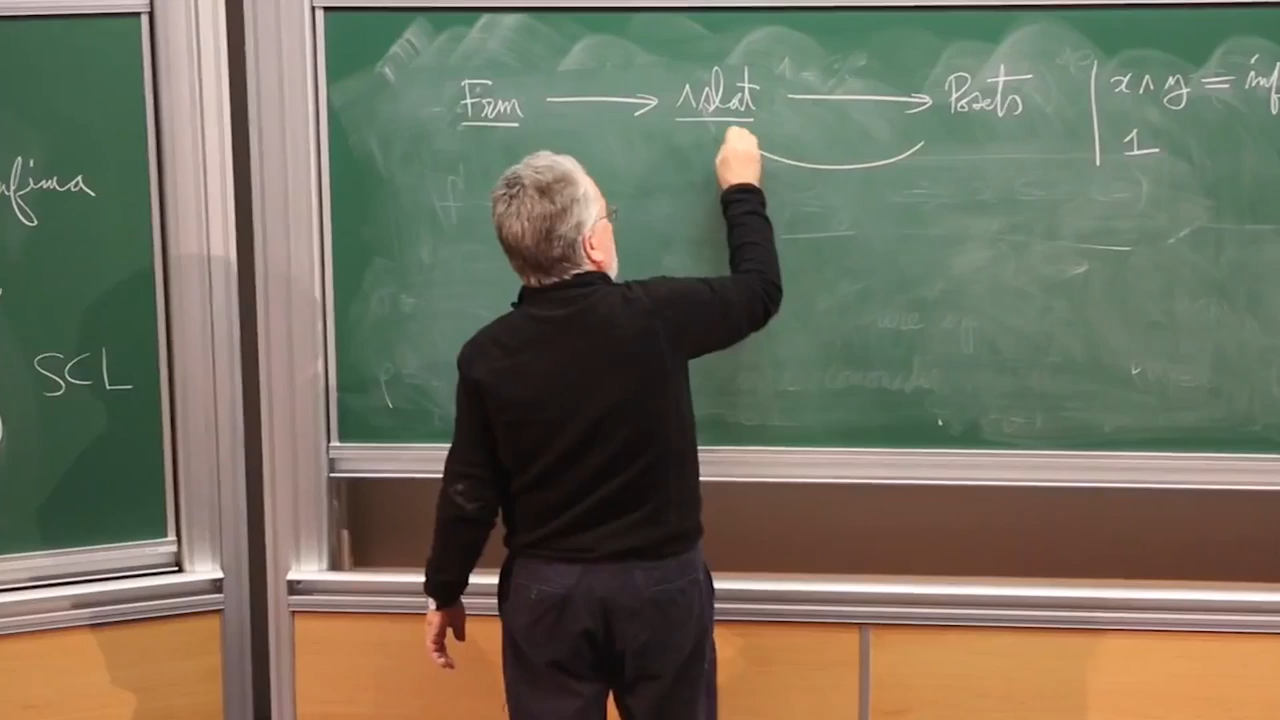 nfima
SCL
Frm → ∧slat → Posets | x ∧ y = inf
1